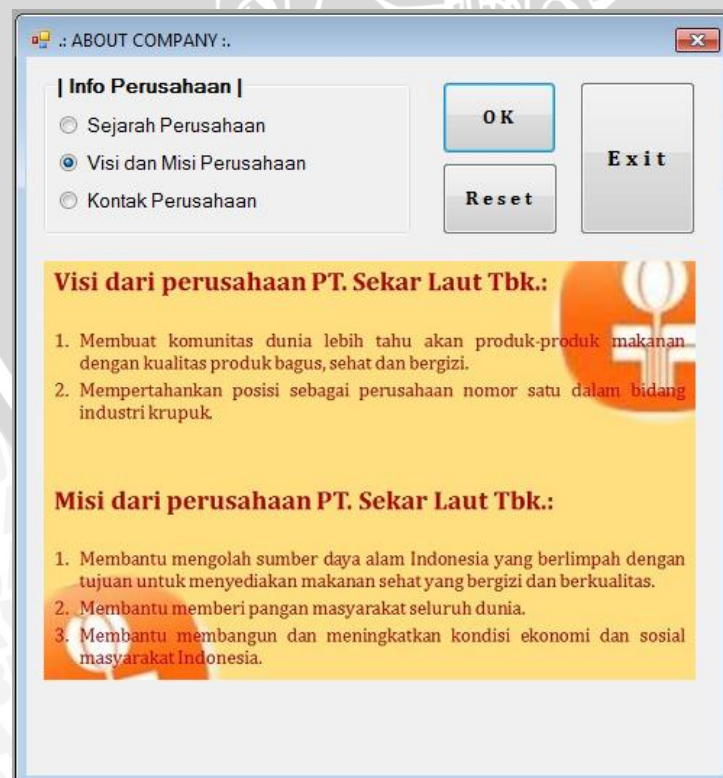 .: ABOUT COMPANY :.
| Info Perusahaan |
Sejarah Perusahaan
Visi dan Misi Perusahaan
Kontak Perusahaan
OK
Reset
Exit
Visi dari perusahaan PT. Sekar Laut Tbk.:
1. Membuat komunitas dunia lebih tahu akan produk-produk makanan
dengan kualitas produk bagus, sehat dan bergizi.
2. Mempertahankan posisi sebagai perusahaan nomor satu dalam bidang
industri krupuk.
Misi dari perusahaan PT. Sekar Laut Tbk.:
1. Membantu mengolah sumber daya alam Indonesia yang berlimpah dengan
tujuan untuk menyediakan makanan sehat yang bergizi dan berkualitas.
2. Membantu memberi pangan masyarakat seluruh dunia.
3. Membantu membangun dan meningkatkan kondisi ekonomi dan sosial
masyarakat Indonesia.